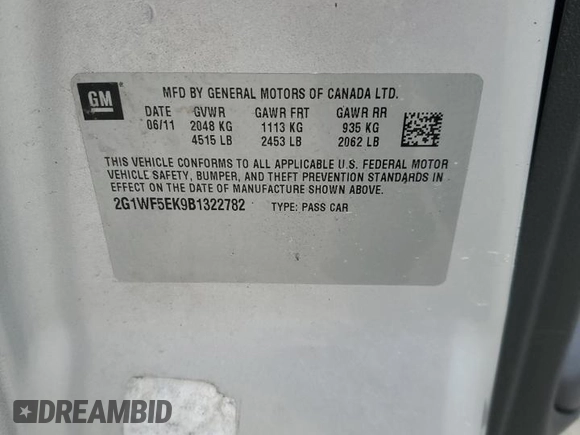 GM
MFD BY GENERAL MOTORS OF CANADA LTD.
DATE GVWR GAWR FRT GAWR RR
06/11 2048 KG 1113 KG 935 KG
4515 LB 2453 LB 2062 LB
THIS VEHICLE CONFORMS TO ALL APPLICABLE U.S. FEDERAL MOTOR
VEHICLE SAFETY, BUMPER, AND THEFT PREVENTION STANDARDS
IN EFFECT ON THE DATE OF MANUFACTURE SHOWN ABOVE.
2G1WF5EK9B1322782 TYPE: PASS CAR
DREAMBID